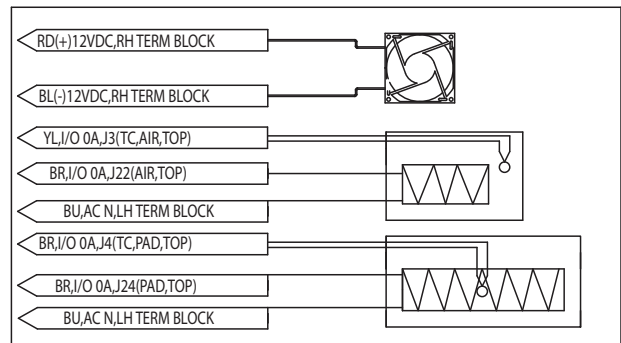 RD(+)12VDC,RH TERM BLOCK
BL(-)12VDC,RH TERM BLOCK
YL,I/O 0A,J3(TC,AIR,TOP)
BR,I/O 0A,J22(AIR,TOP)
BU,AC N,LH TERM BLOCK
BR,I/O 0A,J4(TC,PAD,TOP)
BR,I/O 0A,J24(PAD,TOP)
BU,AC N,LH TERM BLOCK